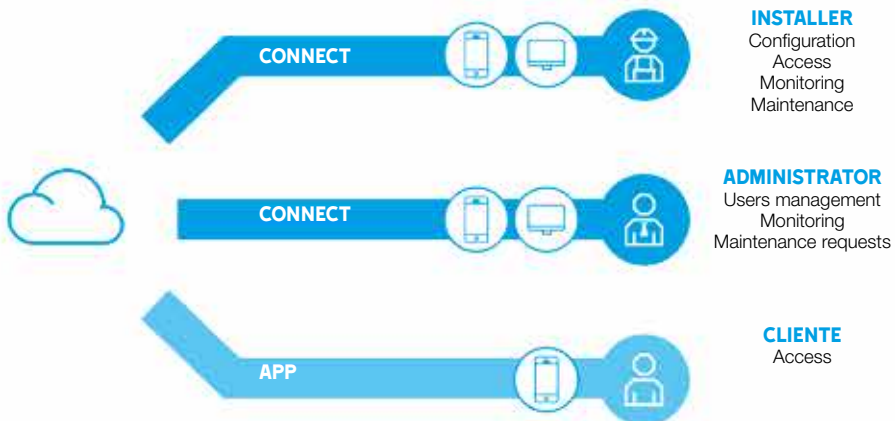 CONNECT
INSTALLER
Configuration
Access
Monitoring
Maintenance
CONNECT
ADMINISTRATOR
Users management
Monitoring
Maintenance requests
APP
CLIENTE
Access